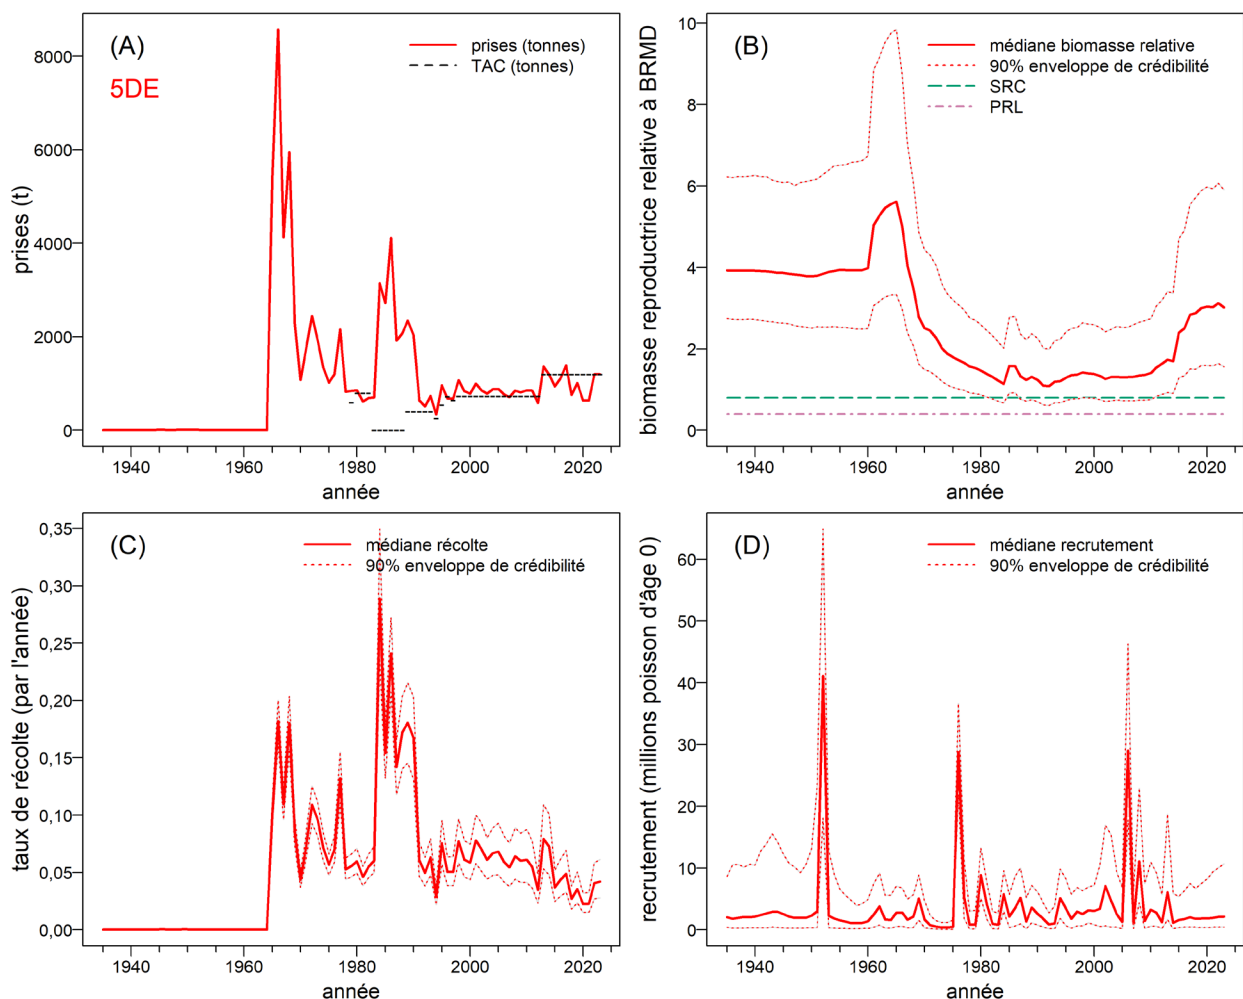 (A)
5DE
prises (tonnes)
TAC (tonnes)
prises (t)
8000
6000
4000
2000
0
1940
1960
1980
2000
2020
année
(B)
médiane biomasse relative
90% enveloppe de crédibilité
SRC
PRL
biomasse reproductrice relative à BRMD
10
8
6
4
2
0
1940
1960
1980
2000
2020
année
(C)
médiane récolte
90% enveloppe de crédibilité
taux de récolte (par l'année)
0,35
0,30
0,25
0,20
0,15
0,10
0,05
0,00
1940
1960
1980
2000
2020
année
(D)
médiane recrutement
90% enveloppe de crédibilité
recrutement (millions poisson d'âge 0)
60
50
40
30
20
10
0
1940
1960
1980
2000
2020
année